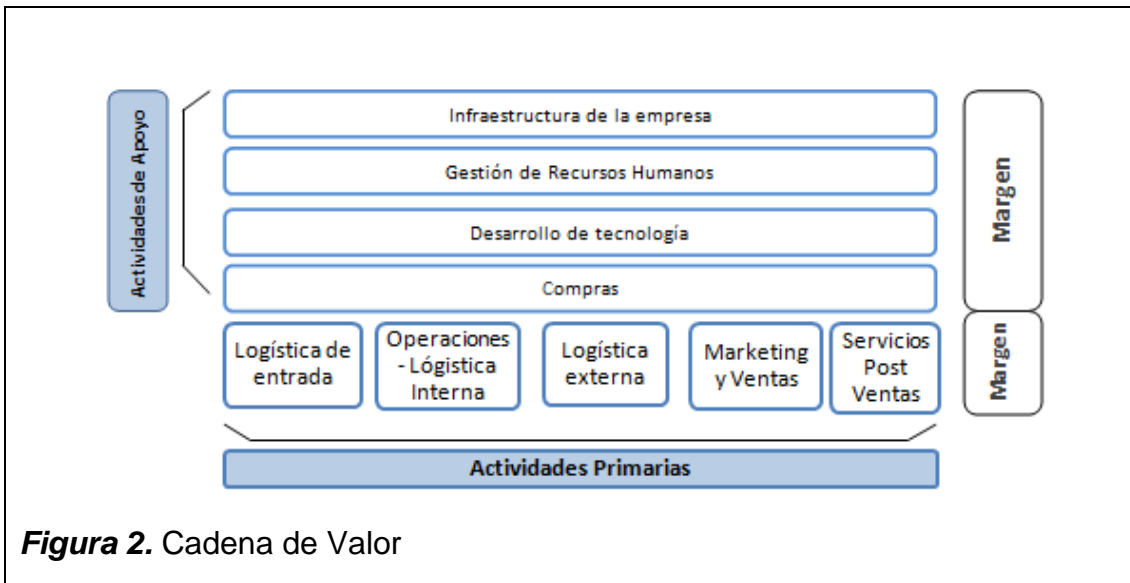 Actividades de Apoyo
Infraestructura de la empresa
Gestión de Recursos Humanos
Desarrollo de tecnología
Compras
Margen
Logística de
entrada
Operaciones
- Lógistica
Interna
Logística
externa
Marketing
y Ventas
Servicios
Post
Ventas
Margen
Actividades Primarias
Figura 2. Cadena de Valor